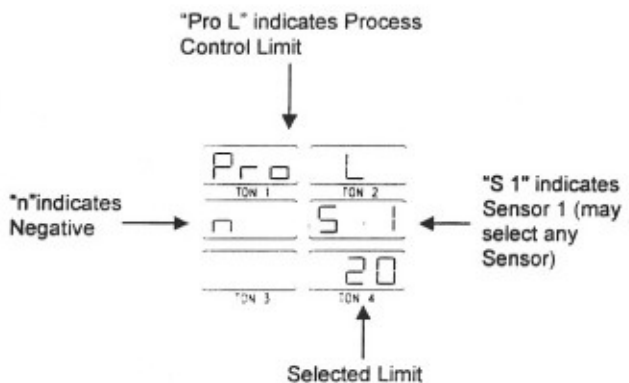 "Pro L" indicates Process
Control Limit
Pro L
TON 1 TON 2
"n"indicates
Negative
n S 1
"S 1" indicates
Sensor 1 (may
select any
Sensor)
20
TON 3 TON 4
Selected Limit